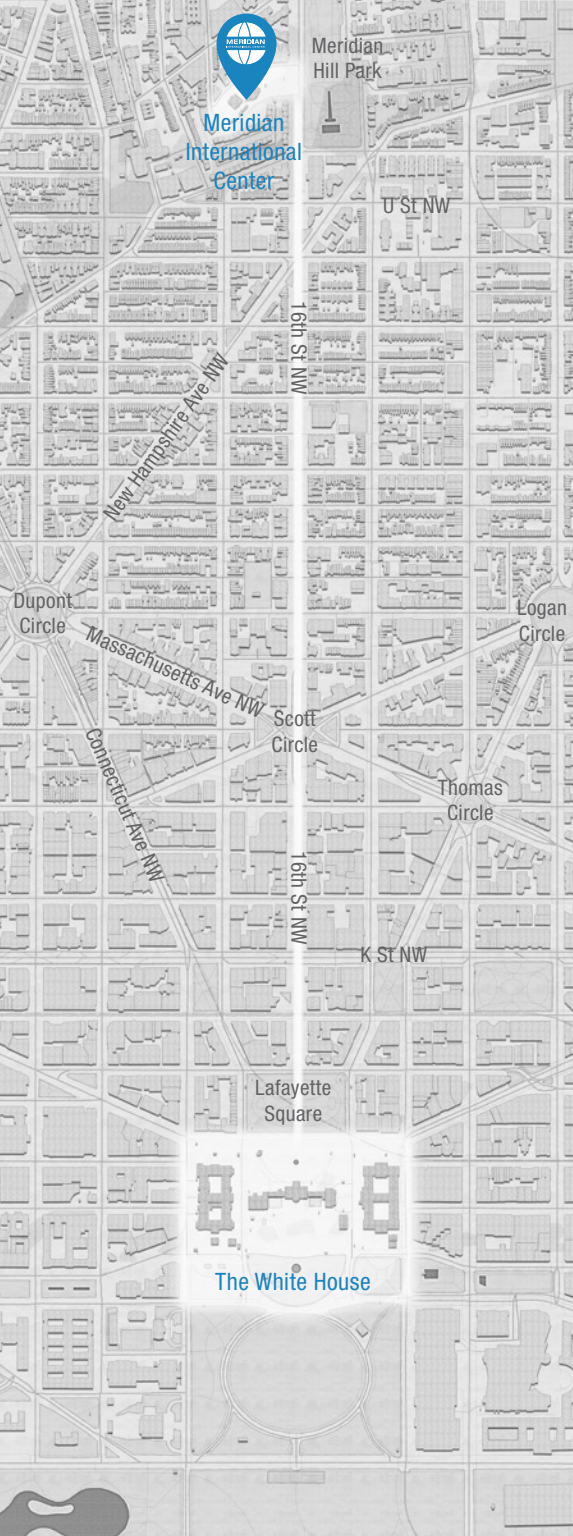 MERIDIAN
INTERNATIONAL CENTER
Meridian
Hill Park
Meridian
International
Center
U St NW
16th St NW
New Hampshire Ave NW
Dupont
Circle
Logan
Circle
Massachusetts Ave NW
Scott
Circle
Connecticut Ave NW
Thomas
Circle
16th St NW
K St NW
Lafayette
Square
The White House